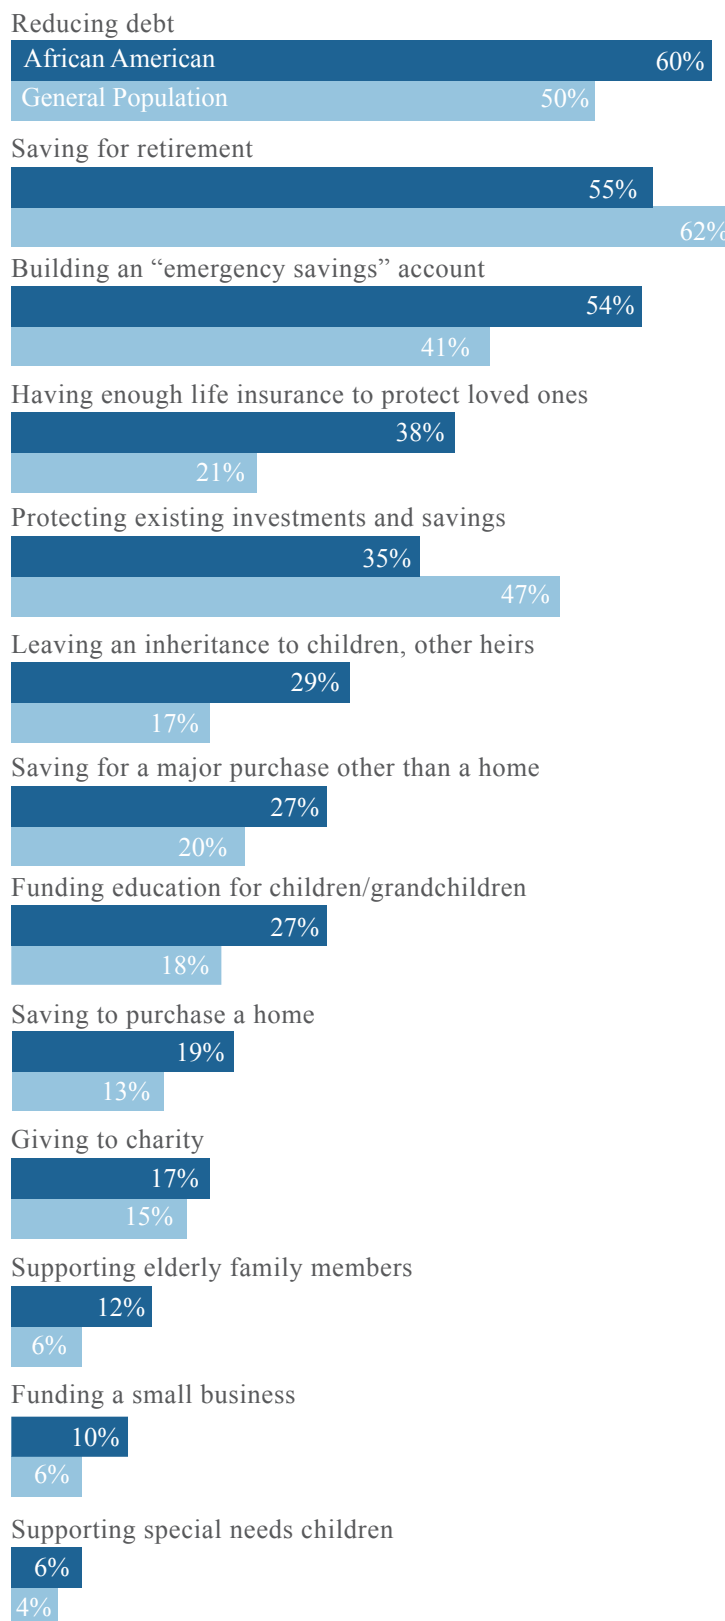 Reducing debt
African American 60%
General Population 50%
Saving for retirement
55%
62%
Building an “emergency savings” account
54%
41%
Having enough life insurance to protect loved ones
38%
21%
Protecting existing investments and savings
35%
47%
Leaving an inheritance to children, other heirs
29%
17%
Saving for a major purchase other than a home
27%
20%
Funding education for children/grandchildren
27%
18%
Saving to purchase a home
19%
13%
Giving to charity
17%
15%
Supporting elderly family members
12%
6%
Funding a small business
10%
6%
Supporting special needs children
6%
4%